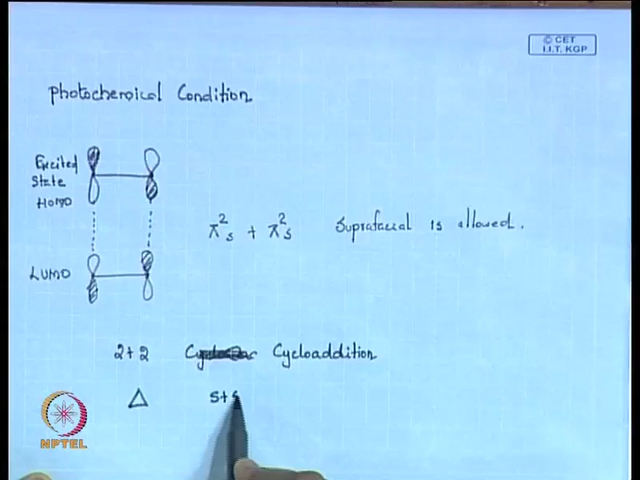 © CET
I.I.T. KGP
Photochemical Condition
Excited
State
HOMO
π²s + π²s Suprafacial is allowed.
LUMO
2+2 Cycloaddition
Δ s+s
NPTEL